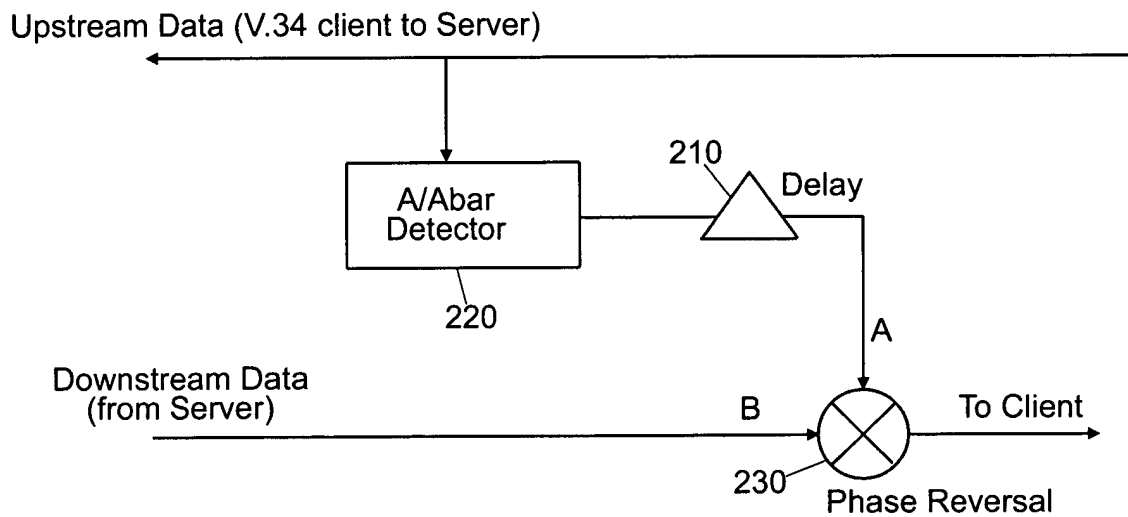 Upstream Data (V.34 client to Server)
210
Delay
A/Abar
Detector
220
A
Downstream Data
(from Server)
B
To Client
230
Phase Reversal